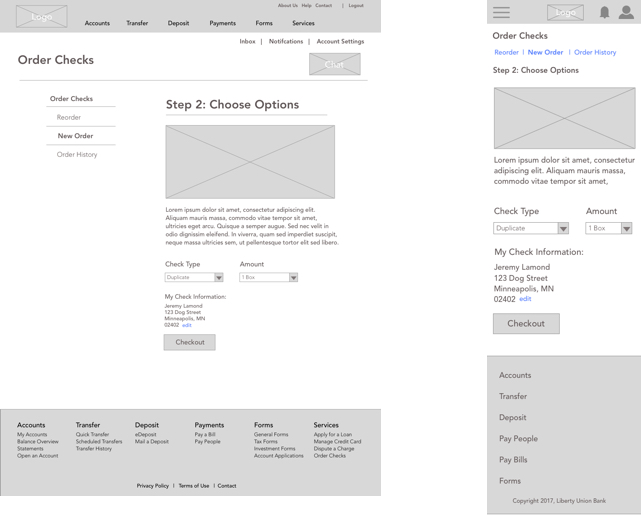 About Us Help Contact | Logout
Logo
Accounts Transfer Deposit Payments Forms Services
Inbox | Notifcations | Account Settings
Order Checks
Chat
Order Checks
Reorder
New Order
Order History
Step 2: Choose Options
Lorem ipsum dolor sit amet, consectetur adipiscing elit.
Aliquam mauris massa, commodo vitae tempor sit amet,
ultricies eget arcu. Quisque a semper augue. Sed nec velit in
odio dignissim eleifend. In viverra, quam sed imperdiet suscipit,
neque massa ultricies sem, ut pellentesque tortor elit sed libero.
Check Type Amount
Duplicate 1 Box
My Check Information:
Jeremy Lamond
123 Dog Street
Minneapolis, MN
02402 edit
Checkout
Accounts
My Accounts
Balance Overview
Statements
Open an Account
Transfer
Quick Transfer
Scheduled Transfers
Transfer History
Deposit
eDeposit
Mail a Deposit
Payments
Pay a Bill
Pay People
Forms
General Forms
Tax Forms
Investment Forms
Account Applications
Services
Apply for a Loan
Manage Credit Card
Dispute a Charge
Order Checks
Privacy Policy | Terms of Use | Contact
Logo
Order Checks
Reorder | New Order | Order History
Step 2: Choose Options
Lorem ipsum dolor sit amet, consectetur
adipiscing elit. Aliquam mauris massa,
commodo vitae tempor sit amet,
Check Type Amount
Duplicate 1 Box
My Check Information:
Jeremy Lamond
123 Dog Street
Minneapolis, MN
02402 edit
Checkout
Accounts
Transfer
Deposit
Pay People
Pay Bills
Forms
Copyright 2017, Liberty Union Bank